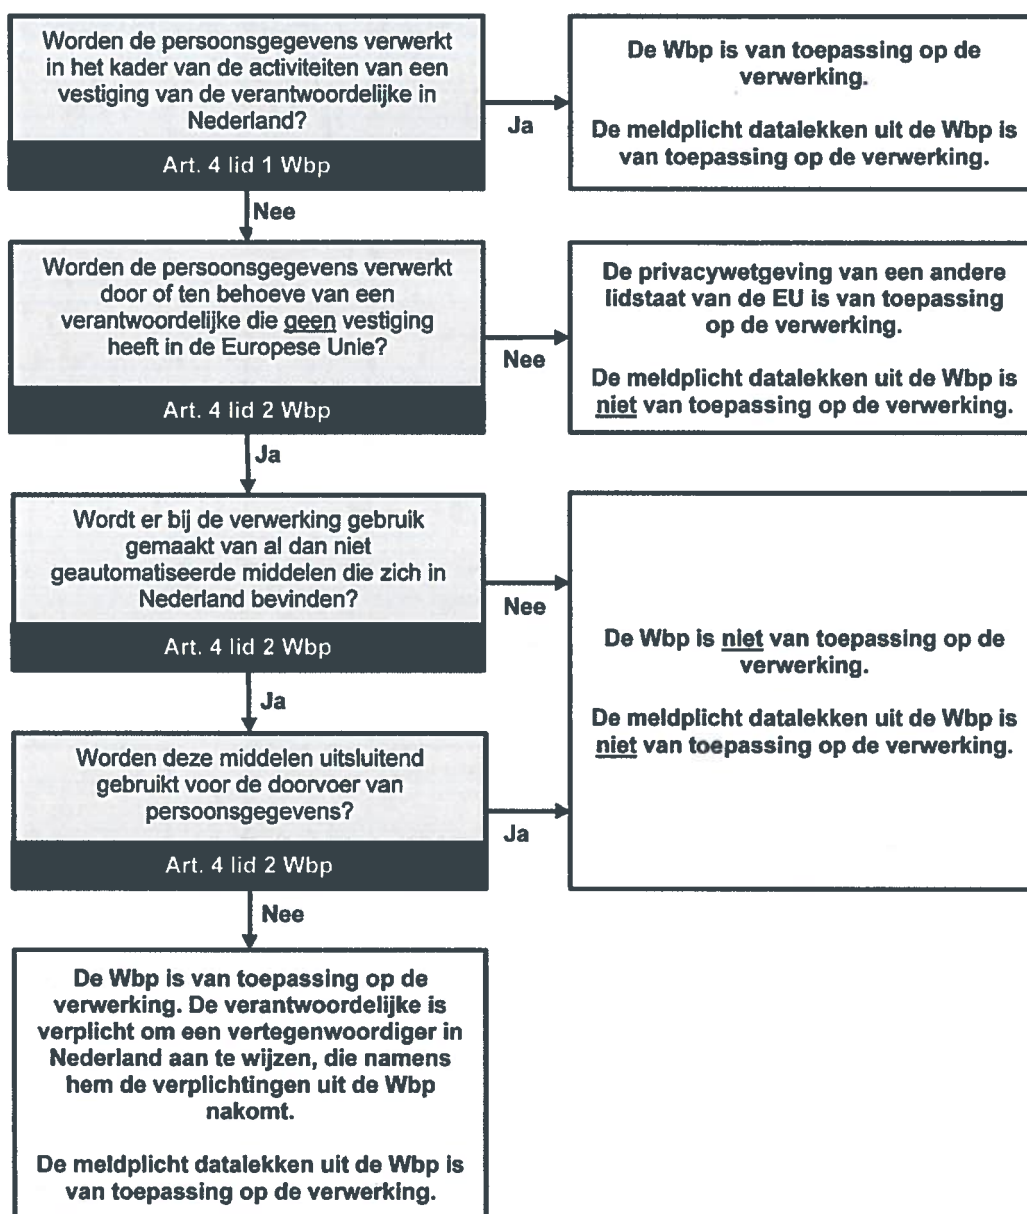 Worden de persoonsgegevens verwerkt
in het kader van de activiteiten van een
vestiging van de verantwoordelijke in
Nederland?
Art. 4 lid 1 Wbp
Ja
De Wbp is van toepassing op de
verwerking.
De meldplicht datalekken uit de Wbp is
van toepassing op de verwerking.
Nee
Worden de persoonsgegevens verwerkt
door of ten behoeve van een
verantwoordelijke die geen vestiging
heeft in de Europese Unie?
Art. 4 lid 2 Wbp
Nee
De privacywetgeving van een andere
lidstaat van de EU is van toepassing
op de verwerking.
De meldplicht datalekken uit de Wbp is
niet van toepassing op de verwerking.
Ja
Wordt er bij de verwerking gebruik
gemaakt van al dan niet
geautomatiseerde middelen die zich in
Nederland bevinden?
Art. 4 lid 2 Wbp
Nee
De Wbp is niet van toepassing op de
verwerking.
De meldplicht datalekken uit de Wbp is
niet van toepassing op de verwerking.
Ja
Worden deze middelen uitsluitend
gebruikt voor de doorvoer van
persoonsgegevens?
Art. 4 lid 2 Wbp
Ja
Nee
De Wbp is van toepassing op de
verwerking. De verantwoordelijke is
verplicht om een vertegenwoordiger in
Nederland aan te wijzen, die namens
hem de verplichtingen uit de Wbp
nakomt.
De meldplicht datalekken uit de Wbp is
van toepassing op de verwerking.